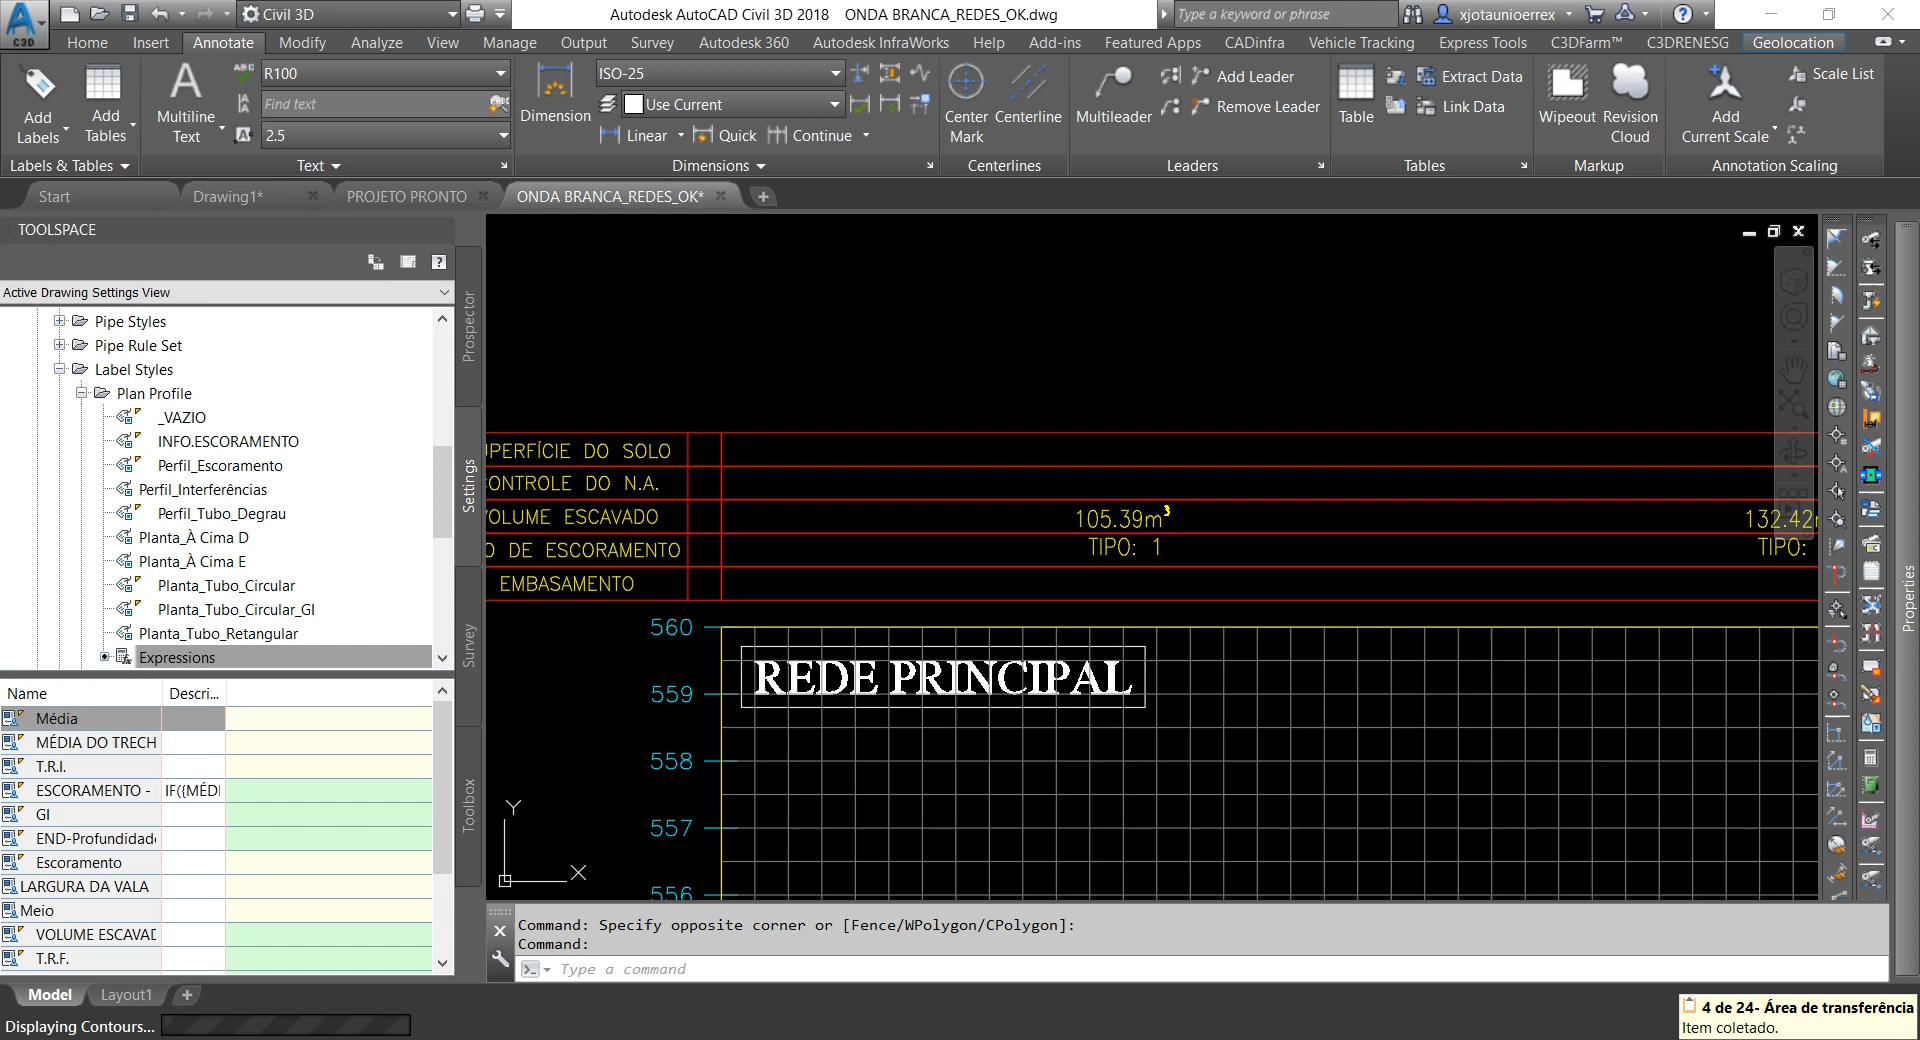 C3D
Civil 3D
Autodesk AutoCAD Civil 3D 2018 ONDA BRANCA_REDES_OK.dwg
Type a keyword or phrase
xjotaunioerrex
Home Insert Annotate Modify Analyze View Manage Output Survey Autodesk 360 Autodesk InfraWorks Help Add-ins Featured Apps CADinfra Vehicle Tracking Express Tools C3DFarm™ C3DRENESG Geolocation
Add Labels
Add Tables
Labels & Tables
Multiline Text
R100
Find text
2.5
Text
Dimension
ISO-25
Use Current
Linear Quick Continue
Dimensions
Center Mark
Centerline
Centerlines
Multileader
Add Leader
Remove Leader
Leaders
Table
Extract Data
Link Data
Tables
Wipeout
Revision Cloud
Markup
Add Current Scale
Scale List
Annotation Scaling
Start Drawing1* PROJETO PRONTO ONDA BRANCA_REDES_OK*
TOOLSPACE
Active Drawing Settings View
Pipe Styles
Pipe Rule Set
Label Styles
Plan Profile
_VAZIO
INFO.ESCORAMENTO
Perfil_Escoramento
Perfil_Interferências
Perfil_Tubo_Degrau
Planta_À Cima D
Planta_À Cima E
Planta_Tubo_Circular
Planta_Tubo_Circular_GI
Planta_Tubo_Retangular
Expressions
Name Descri...
Média
MÉDIA DO TRECH
T.R.I.
ESCORAMENTO - IF({MÉDI
GI
END-Profundidade
Escoramento
LARGURA DA VALA
Meio
VOLUME ESCAVAD
T.R.F.
Prospector
Settings
Survey
Toolbox
UPERFÍCIE DO SOLO
ONTROLE DO N.A.
VOLUME ESCAVADO 105.39m³ 132.42m
O DE ESCORAMENTO TIPO: 1 TIPO:
EMBASAMENTO
560
REDE PRINCIPAL
559
558
557
556
Y
X
Properties
Command: Specify opposite corner or [Fence/WPolygon/CPolygon]:
Command:
Type a command
Model Layout1
Displaying Contours...
4 de 24- Área de transferência
Item coletado.